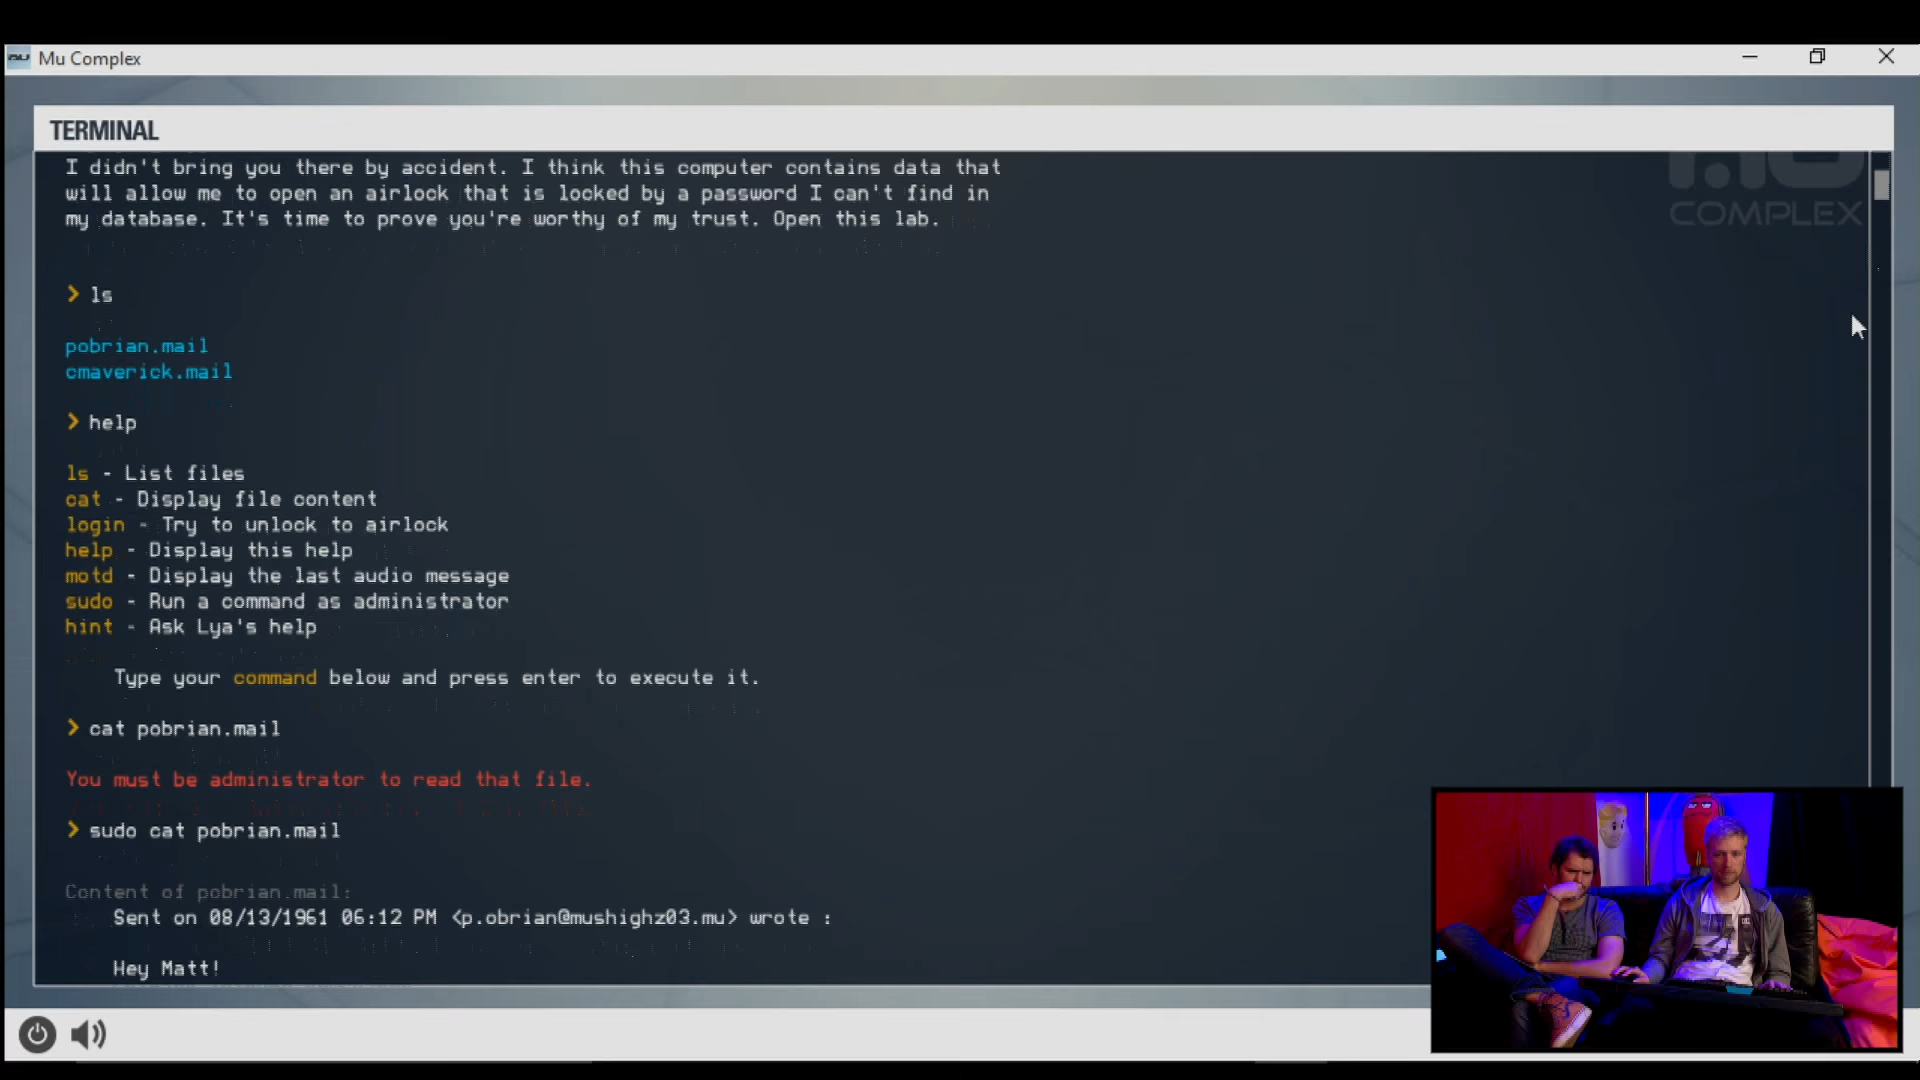 Mu Complex
TERMINAL
I didn't bring you there by accident. I think this computer contains data that
will allow me to open an airlock that is locked by a password I can't find in
my database. It's time to prove you're worthy of my trust. Open this lab.
COMPLEX
> ls
pobrian.mail
cmaverick.mail
> help
ls - List files
cat - Display file content
login - Try to unlock to airlock
help - Display this help
motd - Display the last audio message
sudo - Run a command as administrator
hint - Ask Lya's help
Type your command below and press enter to execute it.
> cat pobrian.mail
You must be administrator to read that file.
> sudo cat pobrian.mail
Content of pobrian.mail:
Sent on 08/13/1961 06:12 PM <p.obrian@mushighz03.mu> wrote :
Hey Matt!